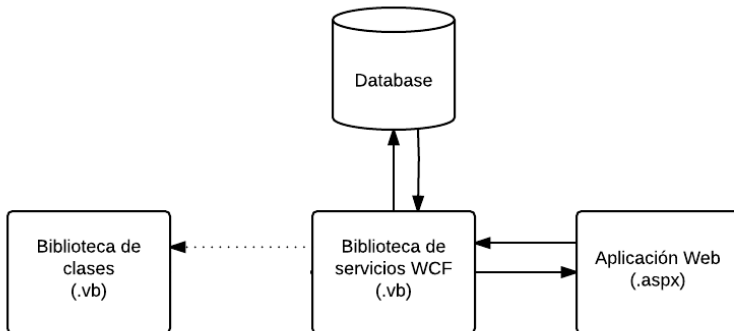 Database
Biblioteca de
clases
(.vb)
Biblioteca de
servicios WCF
(.vb)
Aplicación Web
(.aspx)